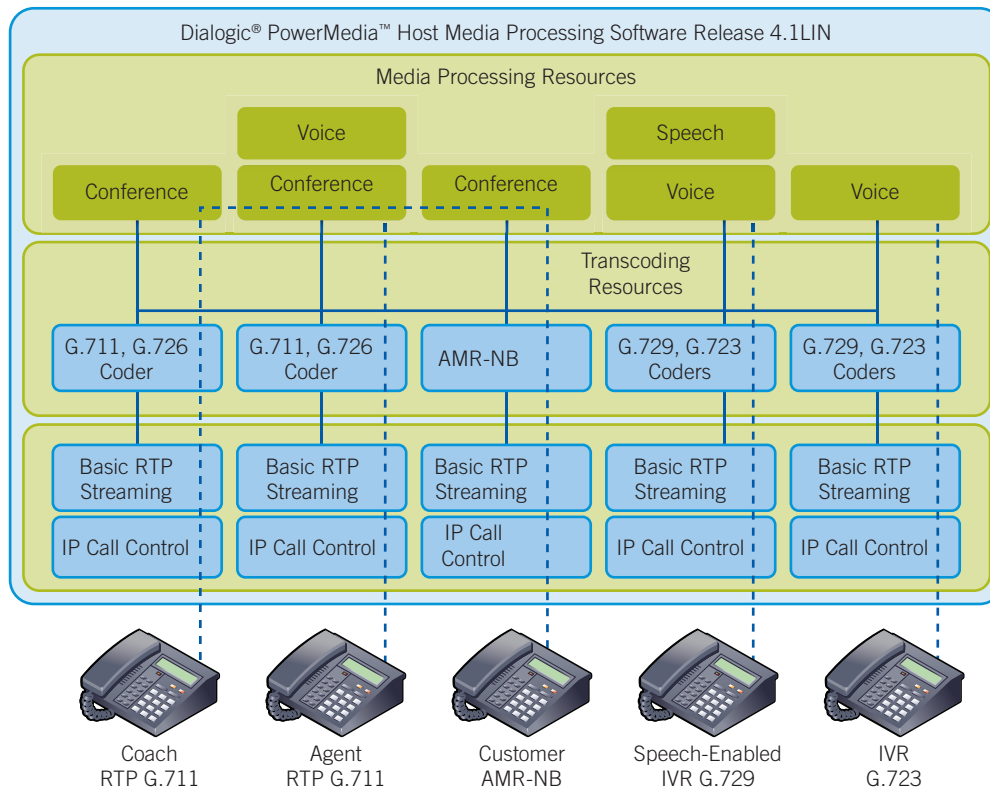 Dialogic® PowerMedia™ Host Media Processing Software Release 4.1LIN
Media Processing Resources
Voice
Speech
Conference
Conference
Conference
Voice
Voice
Transcoding
Resources
G.711, G.726
Coder
G.711, G.726
Coder
AMR-NB
G.729, G.723
Coders
G.729, G.723
Coders
Basic RTP
Streaming
Basic RTP
Streaming
Basic RTP
Streaming
Basic RTP
Streaming
Basic RTP
Streaming
IP Call Control
IP Call Control
IP Call
Control
IP Call Control
IP Call Control
Coach
RTP G.711
Agent
RTP G.711
Customer
AMR-NB
Speech-Enabled
IVR G.729
IVR
G.723